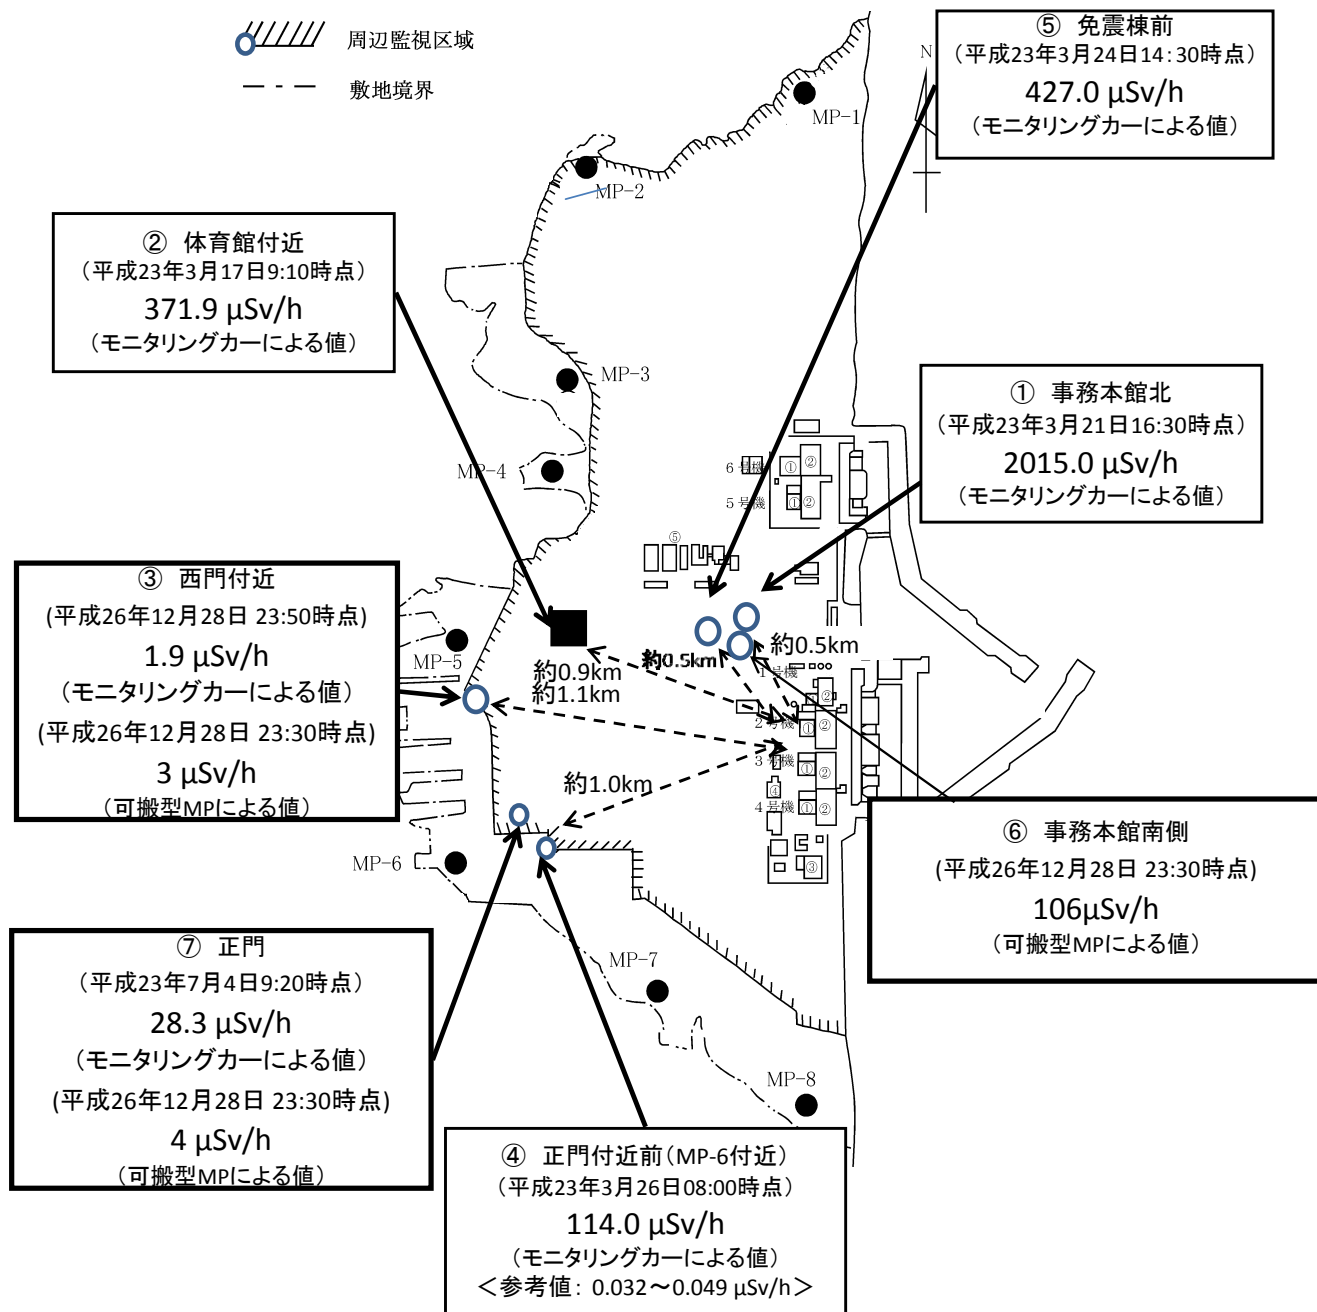 周辺監視区域
敷地境界
⑤ 免震棟前
（平成23年3月24日14:30時点）
427.0 μSv/h
（モニタリングカーによる値）
N
MP-1
MP-2
② 体育館付近
（平成23年3月17日9:10時点）
371.9 μSv/h
（モニタリングカーによる値）
MP-3
① 事務本館北
（平成23年3月21日16:30時点）
2015.0 μSv/h
（モニタリングカーによる値）
MP-4
6号機
①
②
5号機
①
②
⑤
③ 西門付近
(平成26年12月28日 23:50時点)
1.9 μSv/h
（モニタリングカーによる値）
(平成26年12月28日 23:30時点)
3 μSv/h
（可搬型MPによる値）
MP-5
約0.9km
約1.1km
約0.5km
約0.5km
1号機
②
2号機
①
②
3号機
①
②
④
4号機
①
②
約1.0km
③
MP-6
⑥ 事務本館南側
(平成26年12月28日 23:30時点)
106μSv/h
（可搬型MPによる値）
⑦ 正門
（平成23年7月4日9:20時点）
28.3 μSv/h
（モニタリングカーによる値）
(平成26年12月28日 23:30時点)
4 μSv/h
（可搬型MPによる値）
MP-7
MP-8
④ 正門付近前（MP-6付近）
（平成23年3月26日08:00時点）
114.0 μSv/h
（モニタリングカーによる値）
＜参考値: 0.032～0.049 μSv/h＞